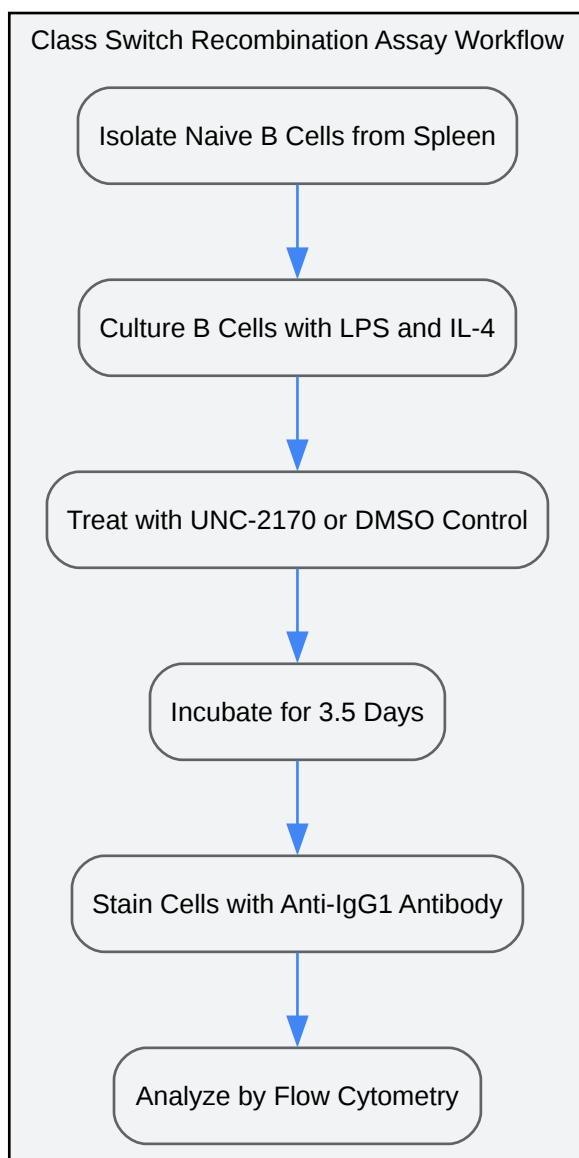 Class Switch Recombination Assay Workflow
Isolate Naive B Cells from Spleen
Culture B Cells with LPS and IL-4
Treat with UNC-2170 or DMSO Control
Incubate for 3.5 Days
Stain Cells with Anti-IgG1 Antibody
Analyze by Flow Cytometry